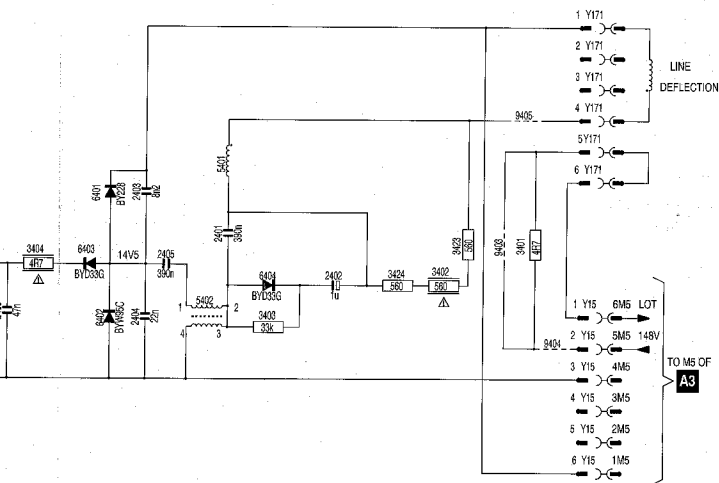 1 Y171
2 Y171
3 Y171
4 Y171
5Y171
6 Y171
LINE
DEFLECTION
9405
5401
6401
BY228
2403
8n2
2401
390n
3423
560
9403
3401
4R7
3404
4R7
6403
BYD33G
14V5
2405
390n
47n
6402
BYW95C
2404
22n
1
5402
2
4
3
6404
BYD33G
3403
33k
2402
1u
3424
560
3402
560
1 Y15 6M5 LOT
9404 2 Y15 5M5 148V
3 Y15 4M5
4 Y15 3M5
5 Y15 2M5
6 Y15 1M5
TO M5 OF
A3